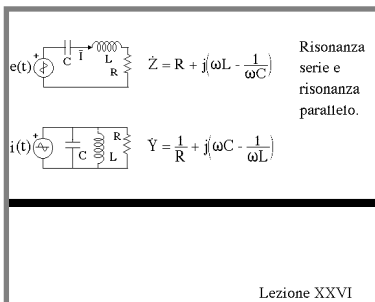 e(t) + C Ī L R
Ż = R + j(ωL - 1/ωC)
Risonanza
serie e
risonanza
parallelo.
i(t) + C L R
Ẏ = 1/R + j(ωC - 1/ωL)
Lezione XXVI